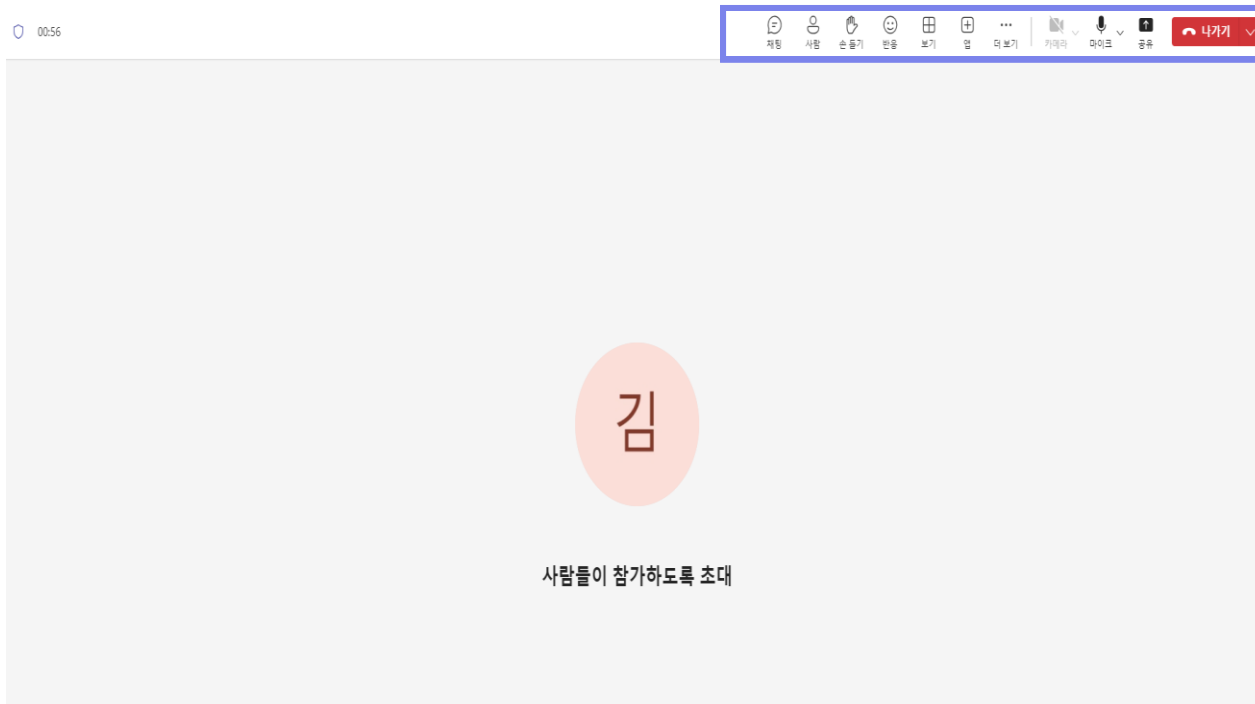 00:56
채팅 사람 손 들기 반응 보기 앱 더 보기 카메라 마이크 공유 나가기
김
사람들이 참가하도록 초대